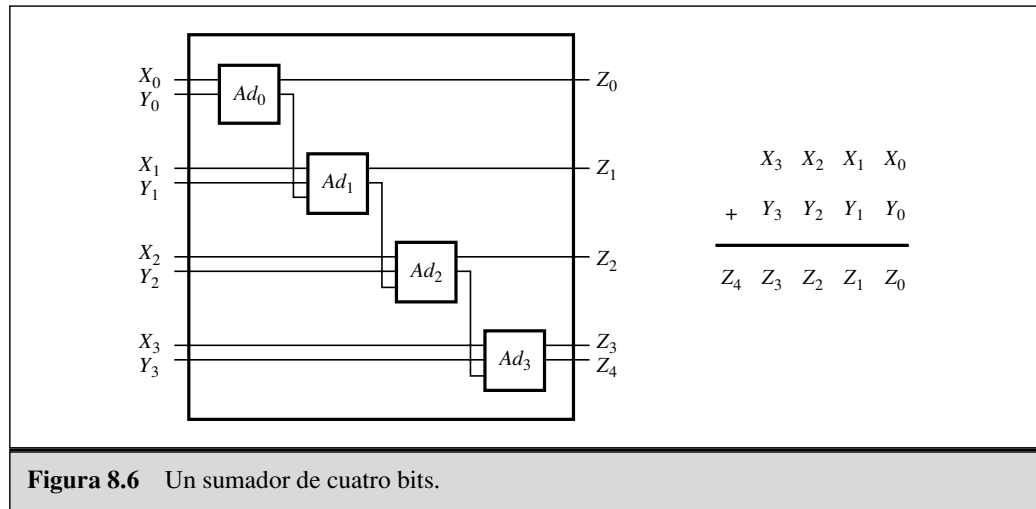 X₀ Z₀
Y₀ Ad₀
X₁ Z₁
Y₁ Ad₁
X₂ Z₂
Y₂ Ad₂
X₃ Z₃
Y₃ Ad₃ Z₄
X₃ X₂ X₁ X₀
+ Y₃ Y₂ Y₁ Y₀
Z₄ Z₃ Z₂ Z₁ Z₀
Figura 8.6 Un sumador de cuatro bits.